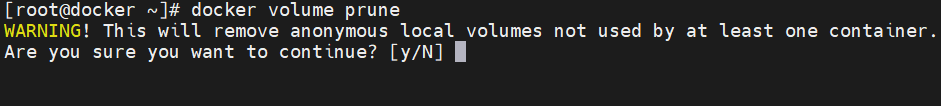 [root@docker ~]# docker volume prune
WARNING! This will remove anonymous local volumes not used by at least one container.
Are you sure you want to continue? [y/N]